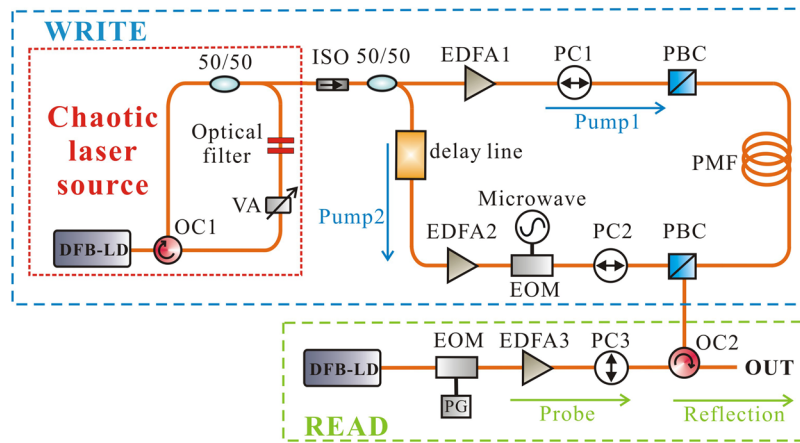 WRITE
50/50
ISO
50/50
EDFA1
PC1
PBC
Chaotic
laser
source
Optical
filter
VA
OC1
DFB-LD
delay line
Pump1
PMF
Pump2
Microwave
EDFA2
EOM
PC2
PBC
EOM
EDFA3
PC3
OC2
DFB-LD
PG
OUT
Probe
Reflection
READ